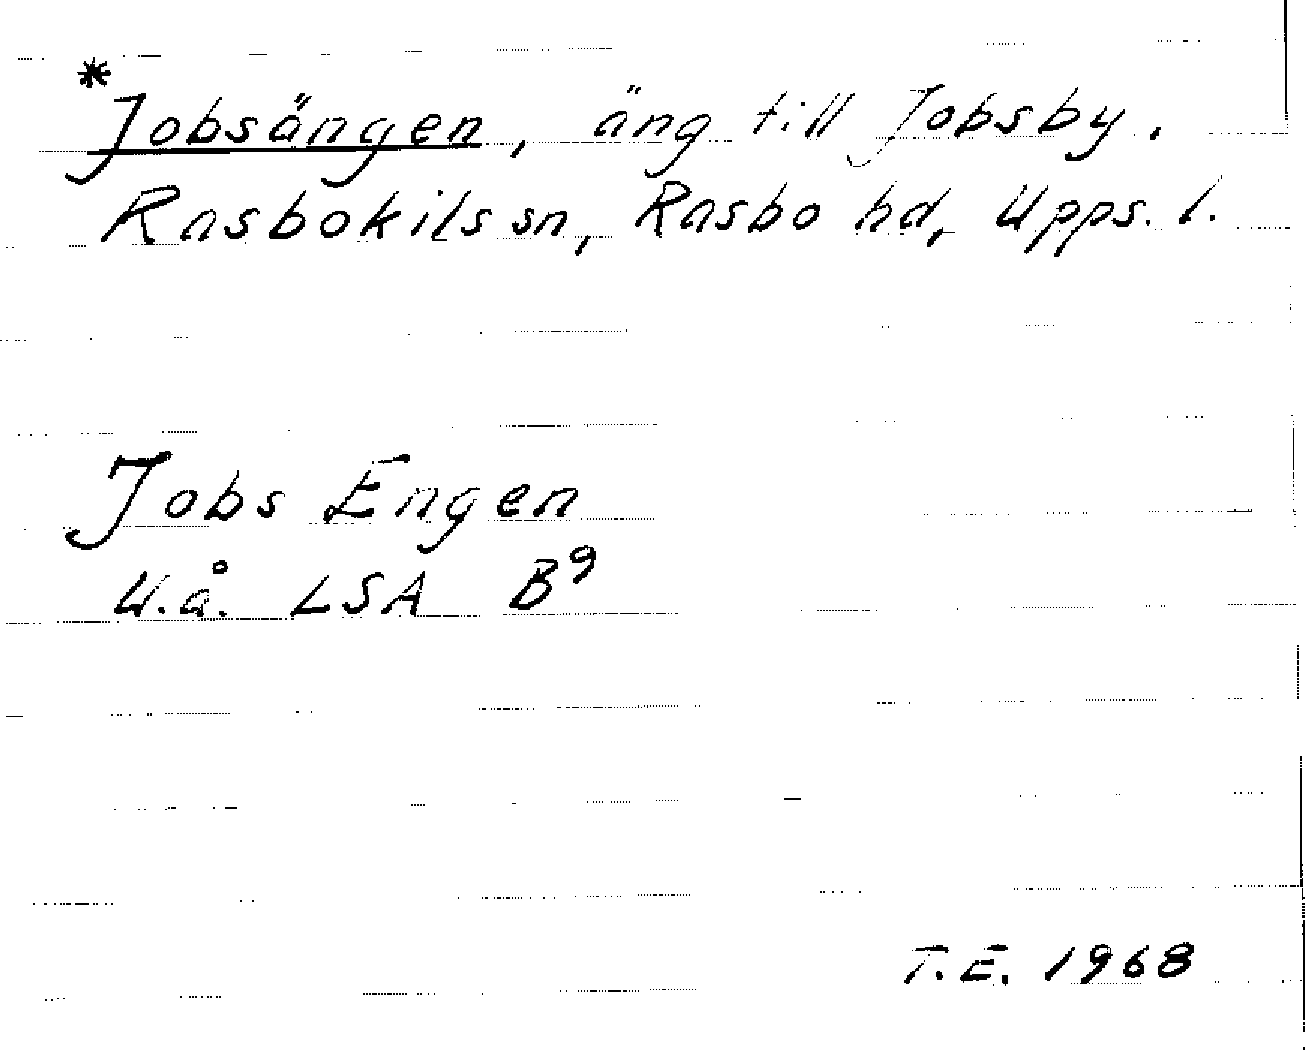 *Jobsängen, äng till Jobsby.
Rasbokils sn, Rasbo hd, Upps. l.
Jobs Engen
U.å. LSA B⁹
T.E. 1968